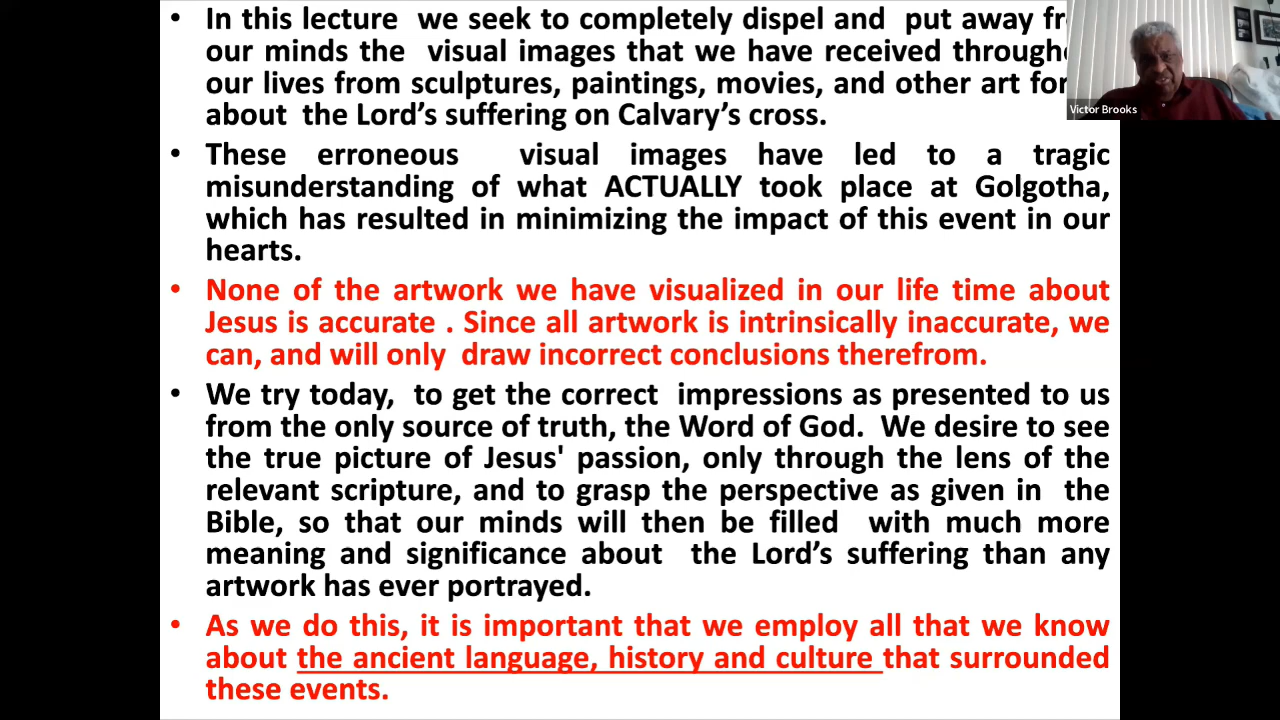 • In this lecture we seek to completely dispel and put away
our minds the visual images that we have received
our lives from sculptures, paintings, movies, and other art
about the Lord's suffering on Calvary's cross.
• These erroneous visual images have led to a tragic
misunderstanding of what ACTUALLY took place at Golgotha,
which has resulted in minimizing the impact of this event in our
hearts.
• None of the artwork we have visualized in our life time about
Jesus is accurate . Since all artwork is intrinsically inaccurate, we
can, and will only draw incorrect conclusions therefrom.
• We try today, to get the correct impressions as presented to us
from the only source of truth, the Word of God. We desire to see
the true picture of Jesus' passion, only through the lens of the
relevant scripture, and to grasp the perspective as given in the
Bible, so that our minds will then be filled with much more
meaning and significance about the Lord's suffering than any
artwork has ever portrayed.
• As we do this, it is important that we employ all that we know
about the ancient language, history and culture that surrounded
these events.
Victor Brooks